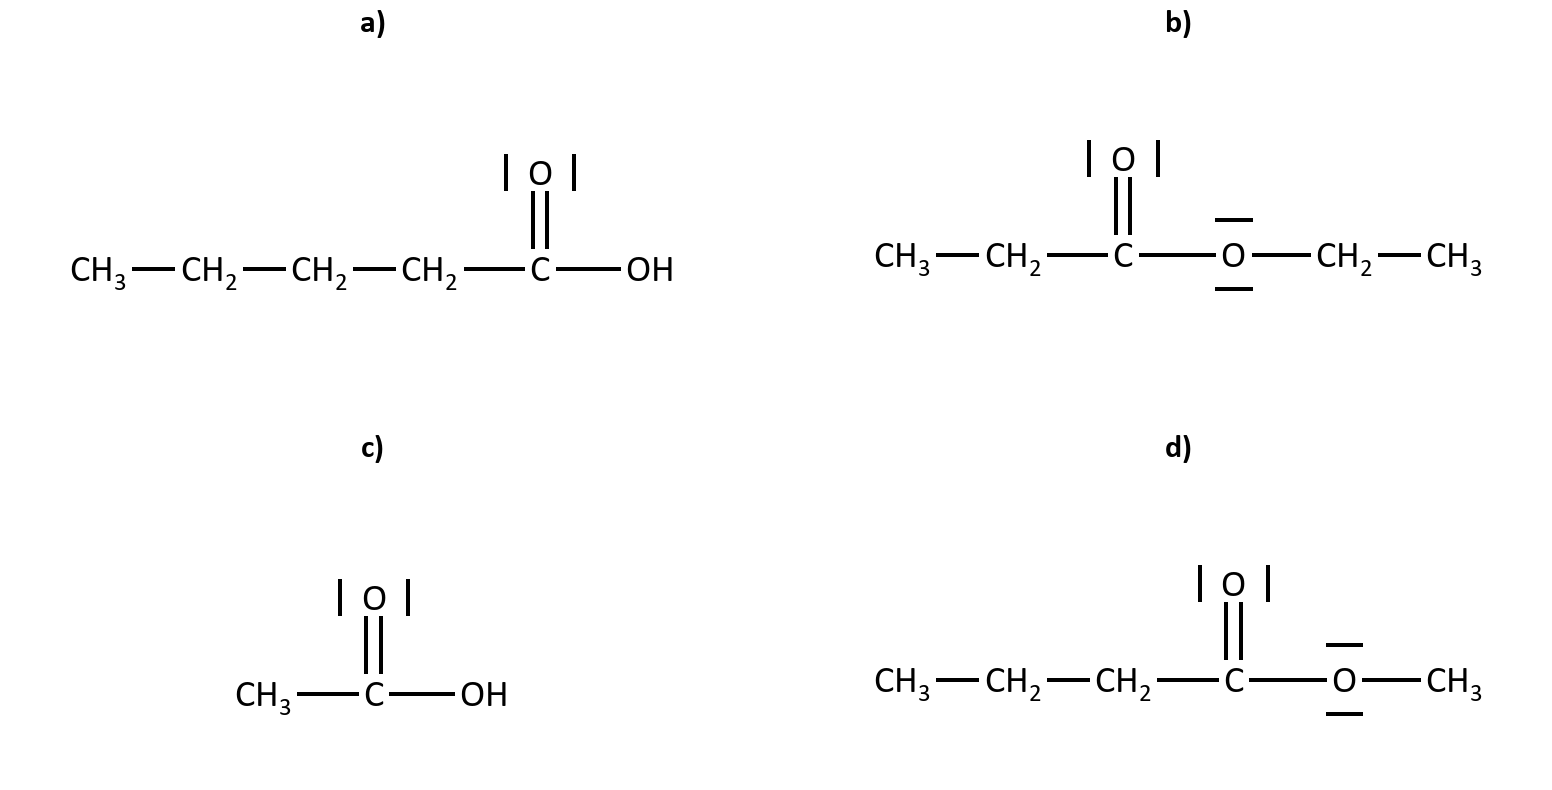 a)
b)
O
CH₃ CH₂ CH₂ CH₂ C OH
O
CH₃ CH₂ C O CH₂ CH₃
c)
d)
O
CH₃ C OH
O
CH₃ CH₂ CH₂ C O CH₃